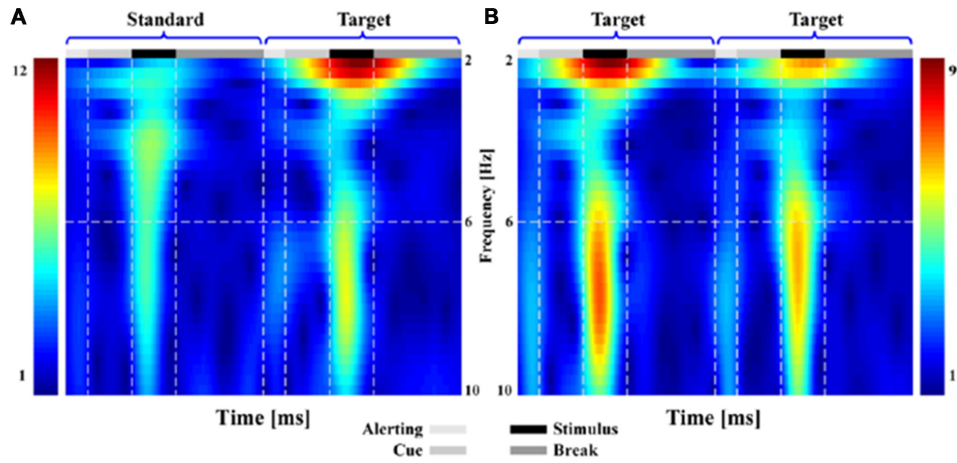 A
Standard
Target
B
Target
Target
12
1
2
6
10
Frequency [Hz]
2
6
10
9
1
Time [ms]
Time [ms]
Alerting
Cue
Stimulus
Break